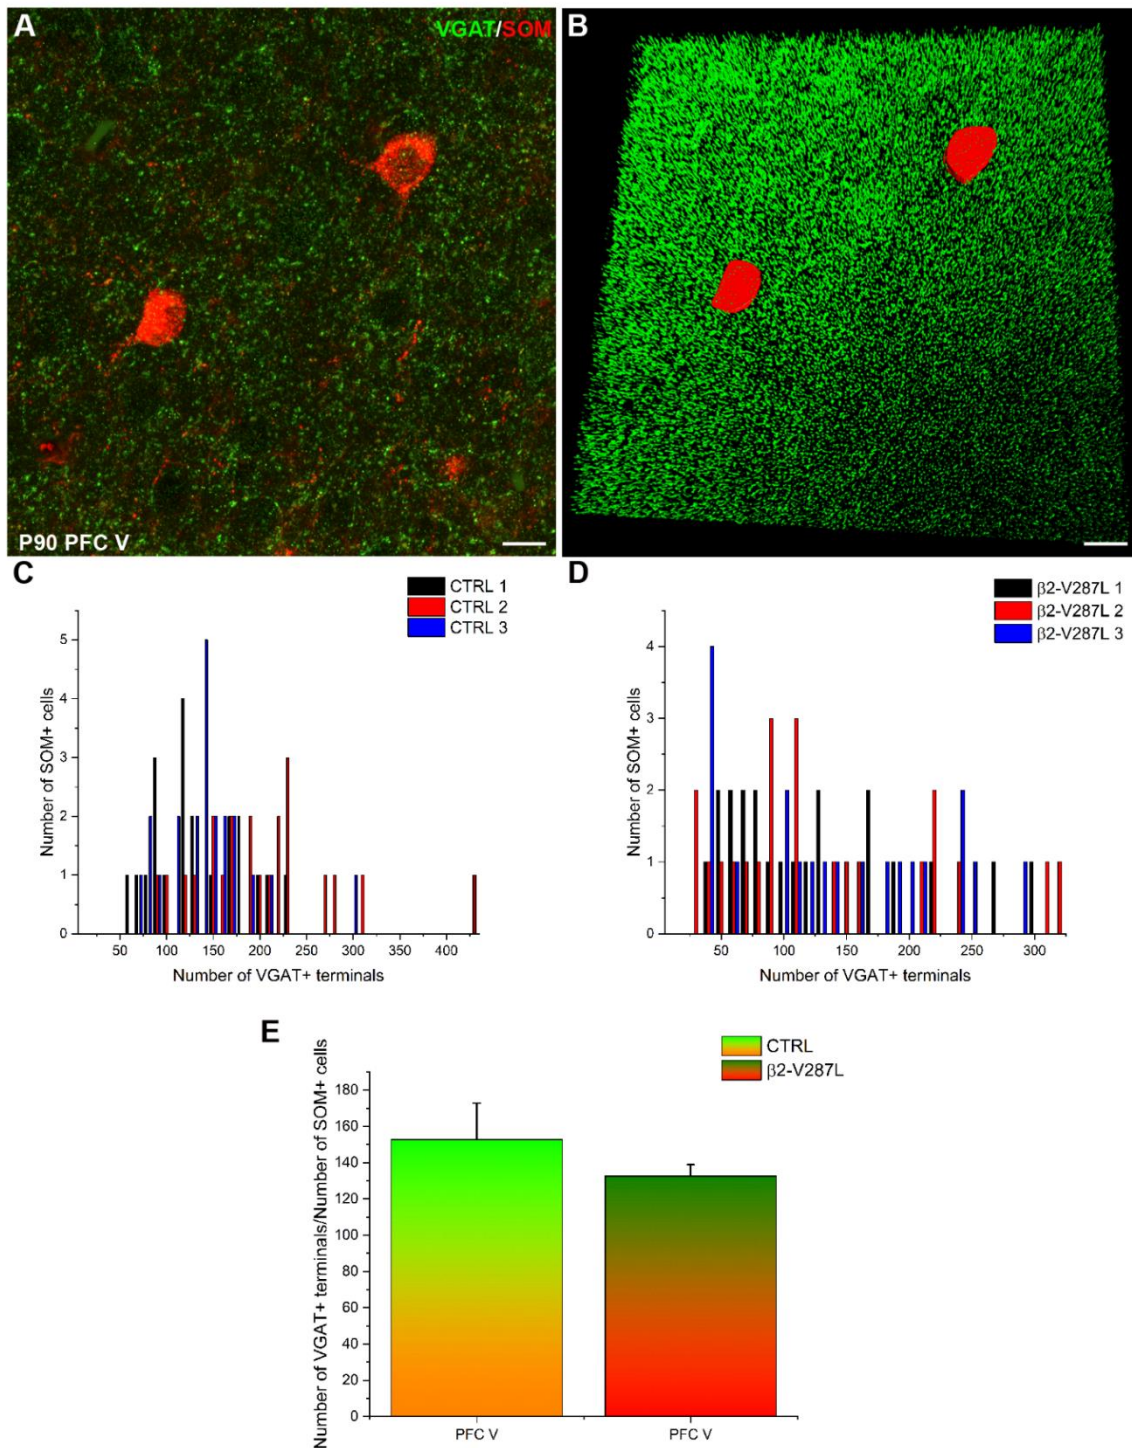 A
VGAT/SOM
P90 PFC V
B
C
CTRL 1
CTRL 2
CTRL 3
5
4
3
2
1
0
50 100 150 200 250 300 350 400
Number of SOM+ cells
Number of VGAT+ terminals
D
β2-V287L 1
β2-V287L 2
β2-V287L 3
4
3
2
1
0
50 100 150 200 250 300
Number of SOM+ cells
Number of VGAT+ terminals
E
CTRL
β2-V287L
180
160
140
120
100
80
60
40
20
0
Number of VGAT+ terminals/Number of SOM+ cells
PFC V PFC V